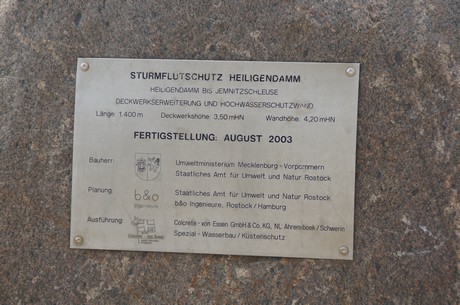 STURMFLUTSCHUTZ HEILIGENDAMM
HEILIGENDAMM BIS JEMNITZSCHLEUSE
DECKWERKSERWEITERUNG UND HOCHWASSERSCHUTZWAND
Länge: 1.400 m Deckwerkshöhe: 3,50 mHN Wandhöhe: 4,20 mHN
FERTIGSTELLUNG: AUGUST 2003
Bauherr: Umweltministerium Mecklenburg-Vorpommern
Staatliches Amt für Umwelt und Natur Rostock
Planung: b&o Staatliches Amt für Umwelt und Natur Rostock
b&o Ingenieure, Rostock / Hamburg
Ausführung: Colcrete - von Essen GmbH & Co. KG, NL Ahrensboek / Schwerin
Spezial - Wasserbau / Küstenschutz